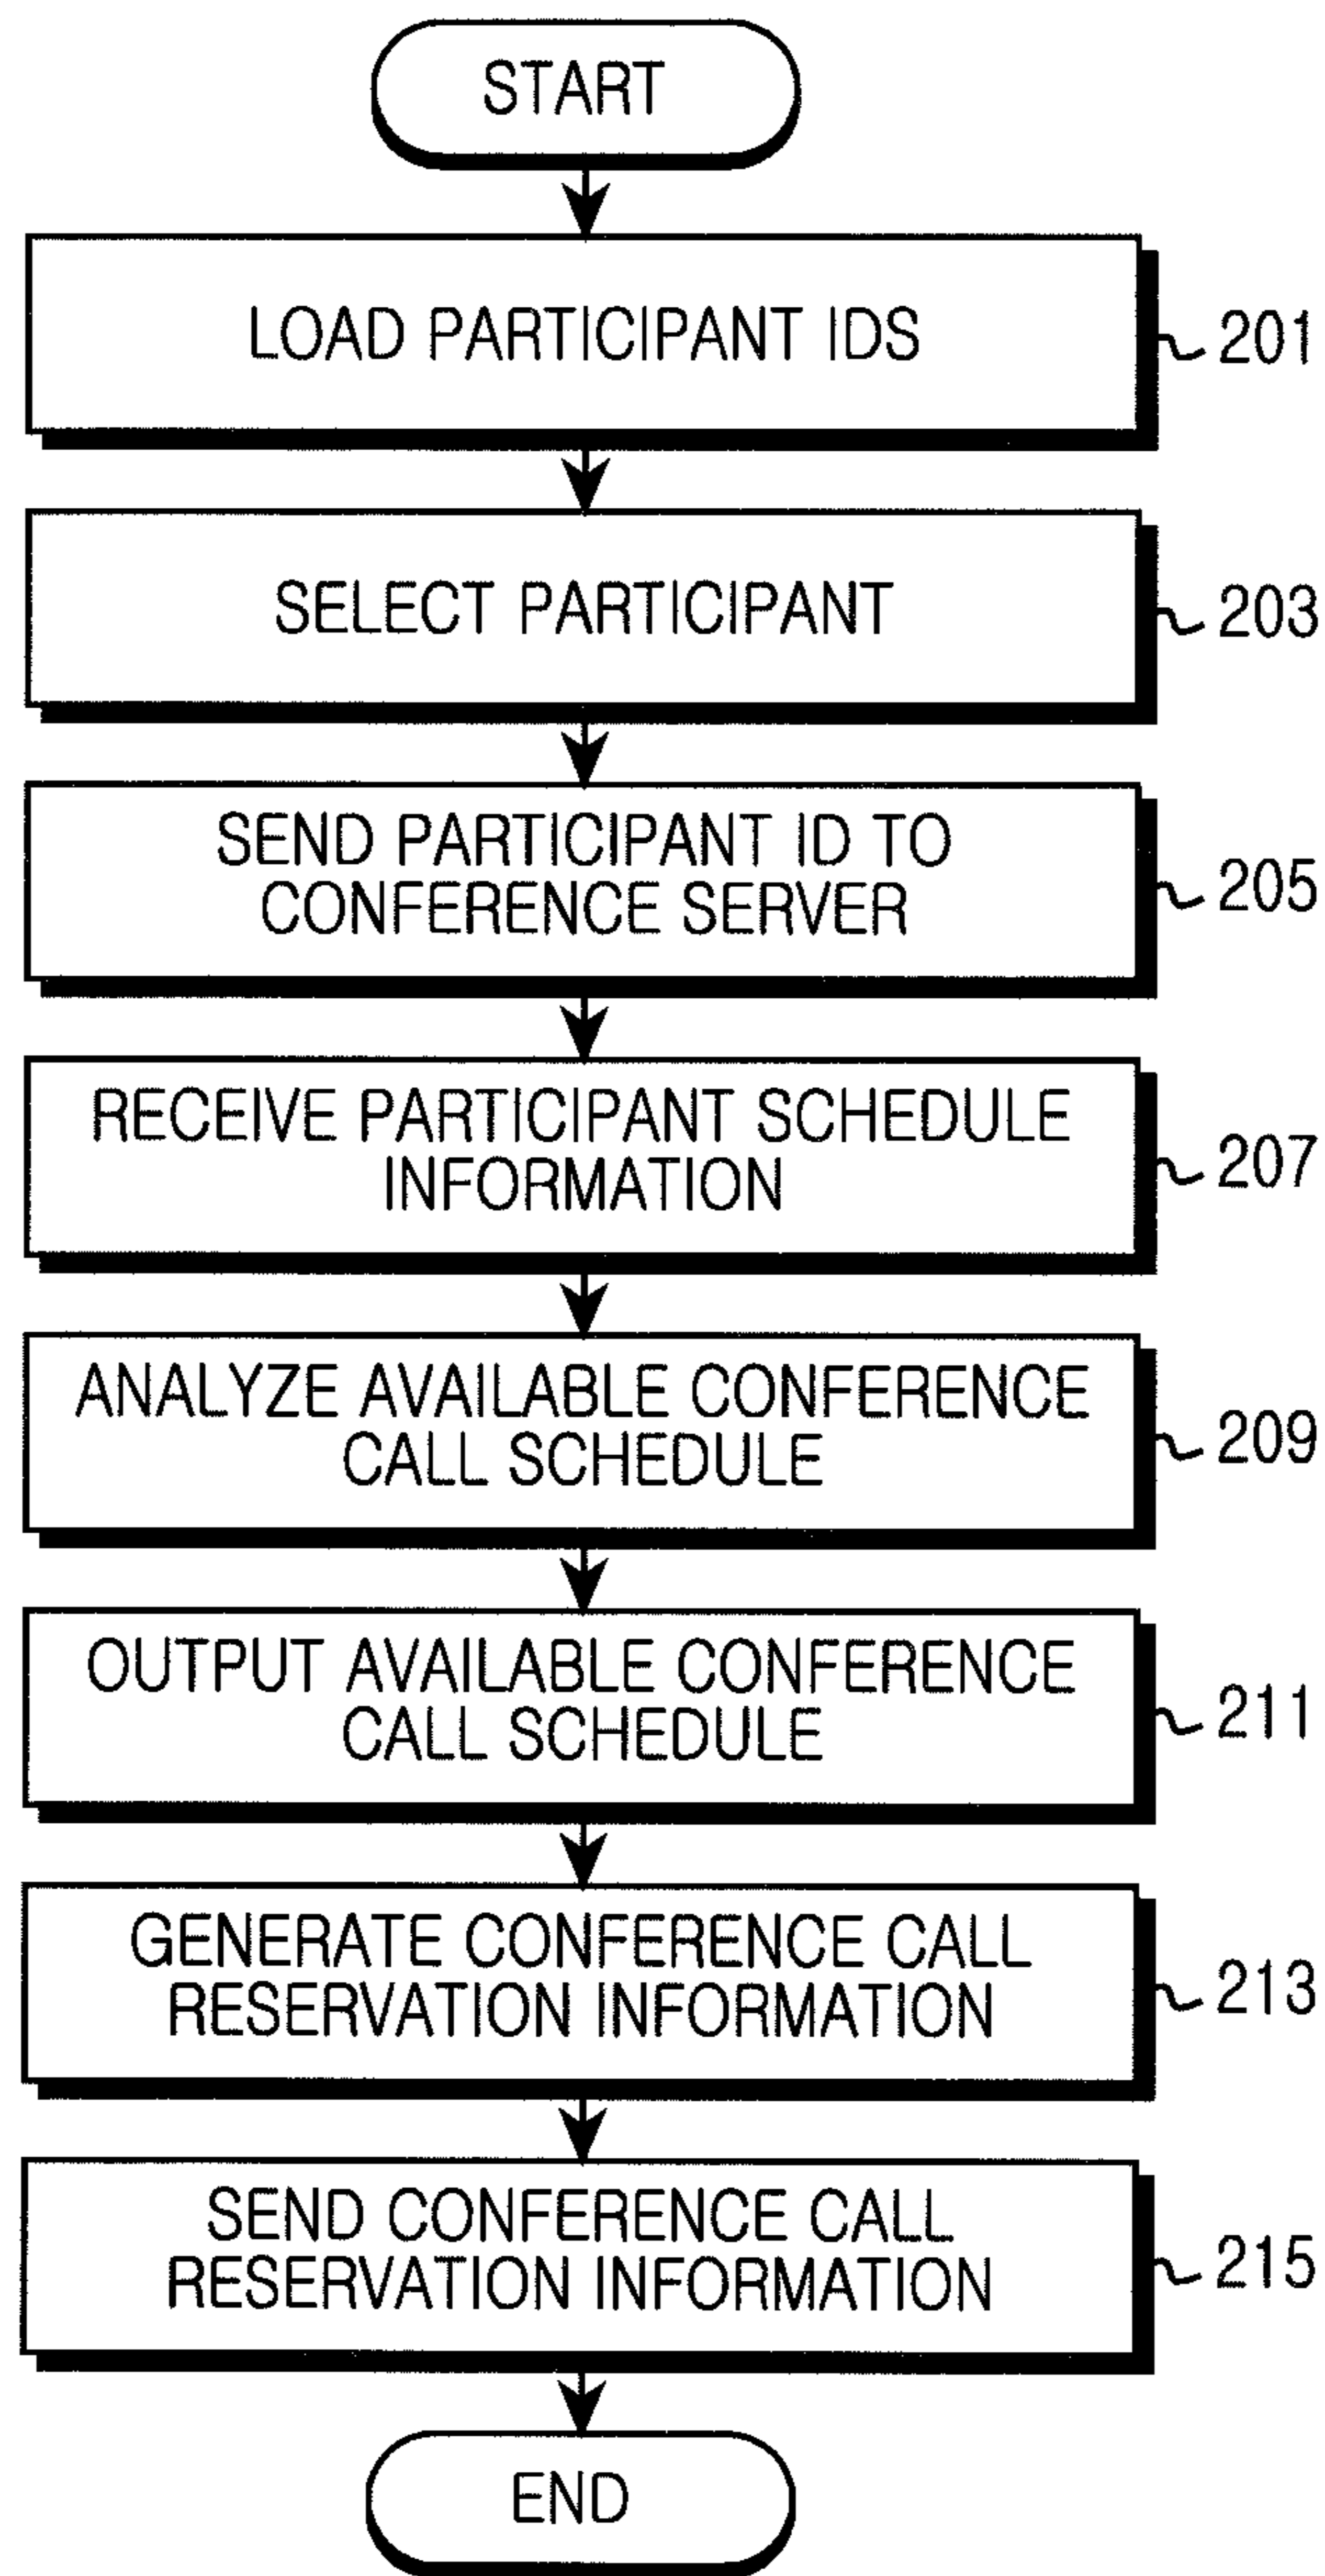 START
LOAD PARTICIPANT IDS
201
SELECT PARTICIPANT
203
SEND PARTICIPANT ID TO
CONFERENCE SERVER
205
RECEIVE PARTICIPANT SCHEDULE
INFORMATION
207
ANALYZE AVAILABLE CONFERENCE
CALL SCHEDULE
209
OUTPUT AVAILABLE CONFERENCE
CALL SCHEDULE
211
GENERATE CONFERENCE CALL
RESERVATION INFORMATION
213
SEND CONFERENCE CALL
RESERVATION INFORMATION
215
END